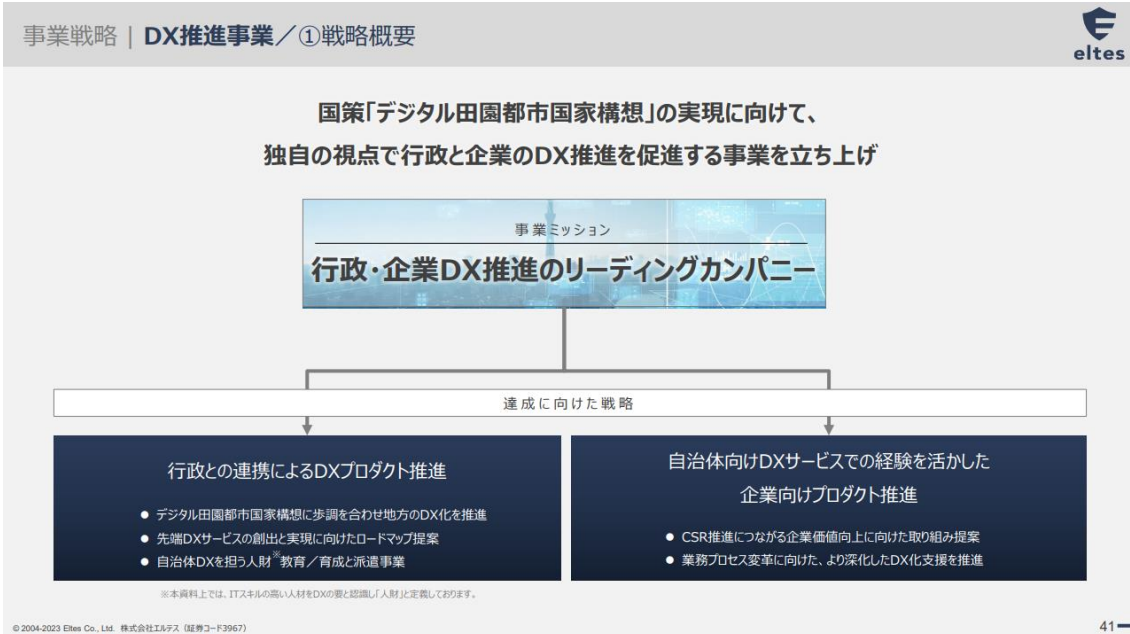 事業戦略 | DX推進事業／①戦略概要
eltes
国策「デジタル田園都市国家構想」の実現に向けて、
独自の視点で行政と企業のDX推進を促進する事業を立ち上げ
事業ミッション
行政・企業DX推進のリーディングカンパニー
達成に向けた戦略
行政との連携によるDXプロダクト推進
● デジタル田園都市国家構想に歩調を合わせ地方のDX化を推進
● 先端DXサービスの創出と実現に向けたロードマップ提案
● 自治体DXを担う人財※教育／育成と派遣事業
自治体向けDXサービスでの経験を活かした
企業向けプロダクト推進
● CSR推進につながる企業価値向上に向けた取り組み提案
● 業務プロセス変革に向けた、より深化したDX化支援を推進
※本資料上では、ITスキルの高い人材をDXの要と認識し「人財」と定義しております。
© 2004-2023 Eltes Co., Ltd. 株式会社エルテス（証券コード3967）
41